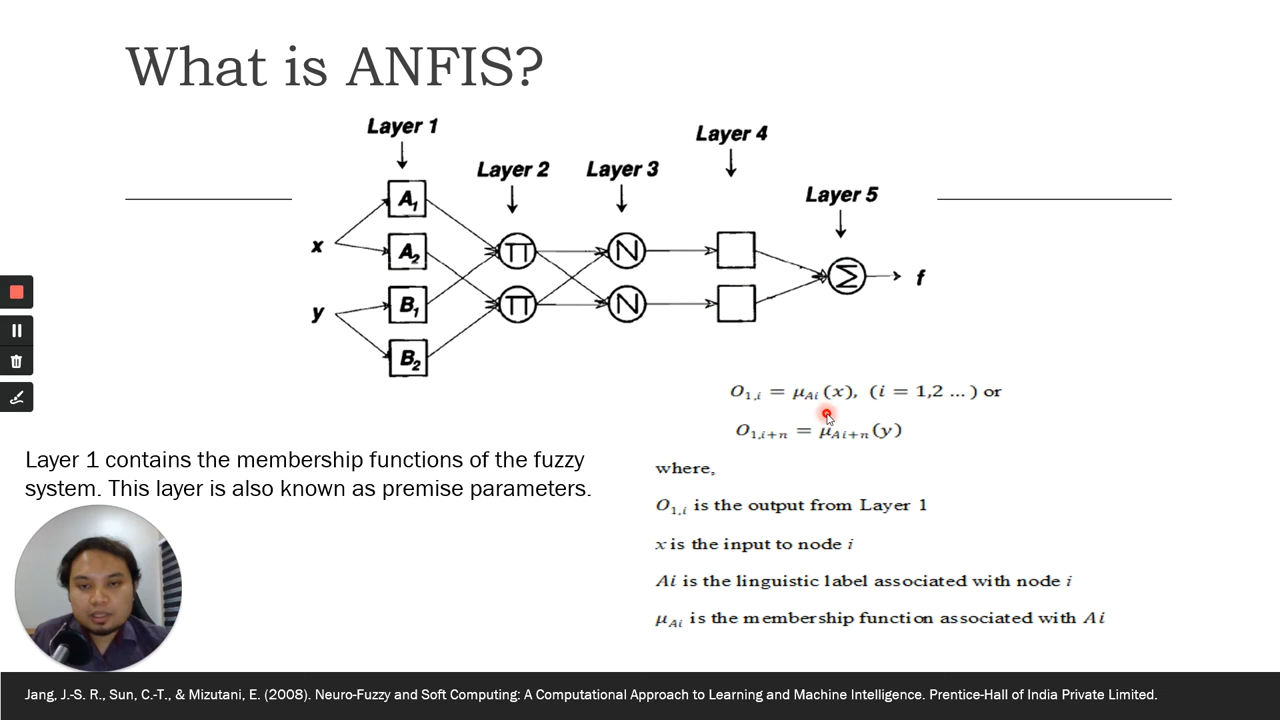 What is ANFIS?
Layer 1
Layer 2
Layer 3
Layer 4
Layer 5
x
y
A₁
A₂
B₁
B₂
Π
Π
N
N
Σ
f
O₁,ᵢ = μ_Ai(x), (i = 1,2 ...) or
O₁,ᵢ₊ₙ = μ_Ai+n(y)
where,
O₁,ᵢ is the output from Layer 1
x is the input to node i
Ai is the linguistic label associated with node i
μ_Ai is the membership function associated with Ai
Layer 1 contains the membership functions of the fuzzy
system. This layer is also known as premise parameters.
Jang, J.-S. R., Sun, C.-T., & Mizutani, E. (2008). Neuro-Fuzzy and Soft Computing: A Computational Approach to Learning and Machine Intelligence. Prentice-Hall of India Private Limited.